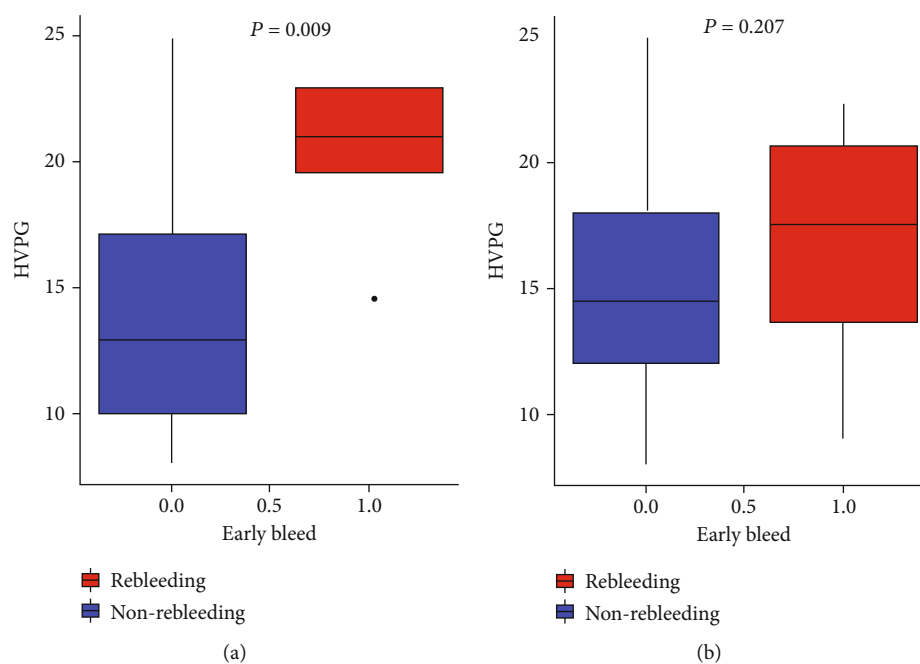 P = 0.009
25
20
15
10
HVPG
0.0 0.5 1.0
Early bleed
Rebleeding
Non-rebleeding
(a)
P = 0.207
25
20
15
10
HVPG
0.0 0.5 1.0
Early bleed
Rebleeding
Non-rebleeding
(b)